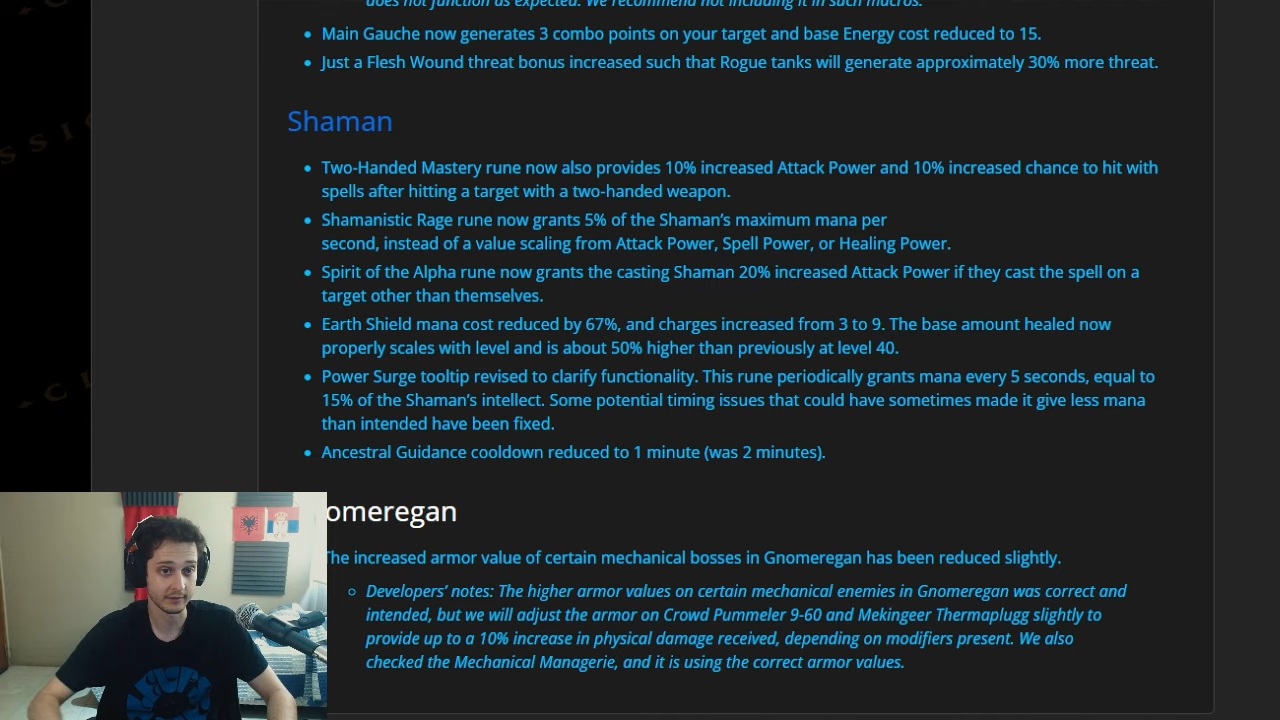 does not function as expected. We recommend not including it in such macros.
Main Gauche now generates 3 combo points on your target and base Energy cost reduced to 15.
Just a Flesh Wound threat bonus increased such that Rogue tanks will generate approximately 30% more threat.
Shaman
Two-Handed Mastery rune now also provides 10% increased Attack Power and 10% increased chance to hit with
spells after hitting a target with a two-handed weapon.
Shamanistic Rage rune now grants 5% of the Shaman's maximum mana per
second, instead of a value scaling from Attack Power, Spell Power, or Healing Power.
Spirit of the Alpha rune now grants the casting Shaman 20% increased Attack Power if they cast the spell on a
target other than themselves.
Earth Shield mana cost reduced by 67%, and charges increased from 3 to 9. The base amount healed now
properly scales with level and is about 50% higher than previously at level 40.
Power Surge tooltip revised to clarify functionality. This rune periodically grants mana every 5 seconds, equal to
15% of the Shaman's intellect. Some potential timing issues that could have sometimes made it give less mana
than intended have been fixed.
Ancestral Guidance cooldown reduced to 1 minute (was 2 minutes).
omeregan
The increased armor value of certain mechanical bosses in Gnomeregan has been reduced slightly.
Developers' notes: The higher armor values on certain mechanical enemies in Gnomeregan was correct and
intended, but we will adjust the armor on Crowd Pummeler 9-60 and Mekingeer Thermaplugg slightly to
provide up to a 10% increase in physical damage received, depending on modifiers present. We also
checked the Mechanical Managerie, and it is using the correct armor values.